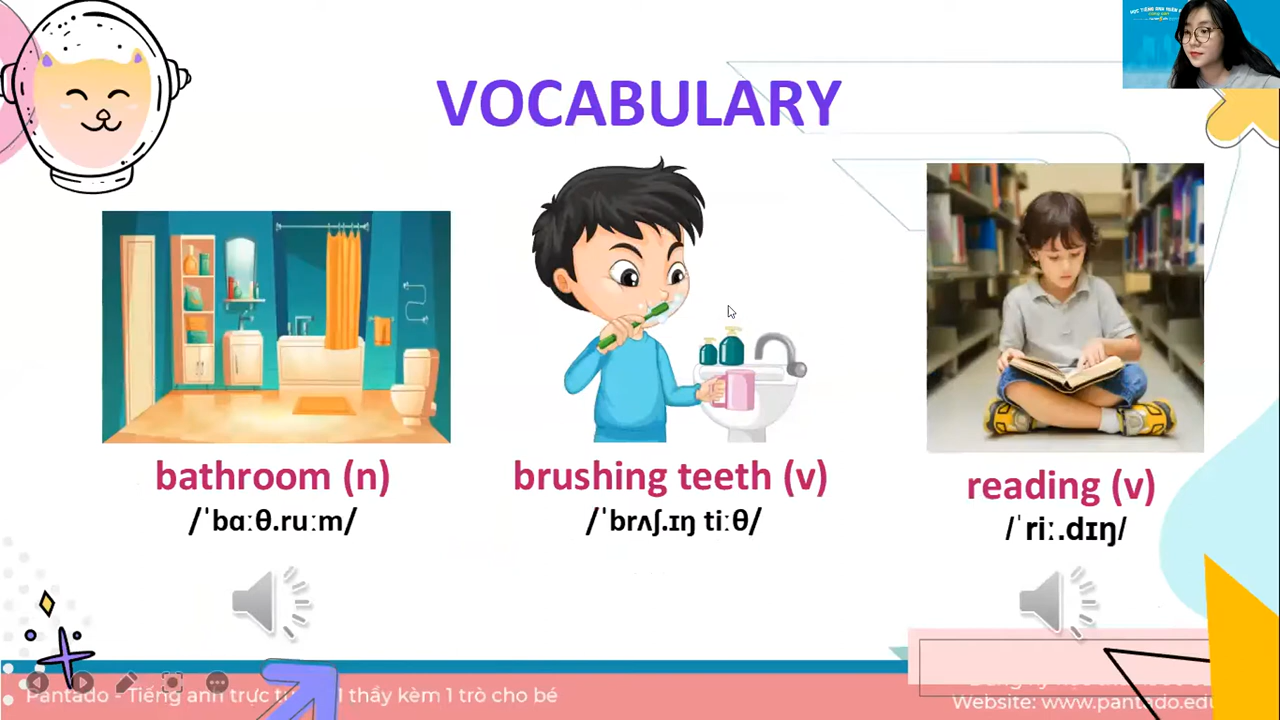 VOCABULARY
bathroom (n)
/ˈbɑːθ.ruːm/
brushing teeth (v)
/ˈbrʌʃ.ɪŋ tiːθ/
reading (v)
/ˈriː.dɪŋ/
Pantado - Tiếng anh trực 1 thầy kèm 1 trò cho bé
Website: www.pantado.edu